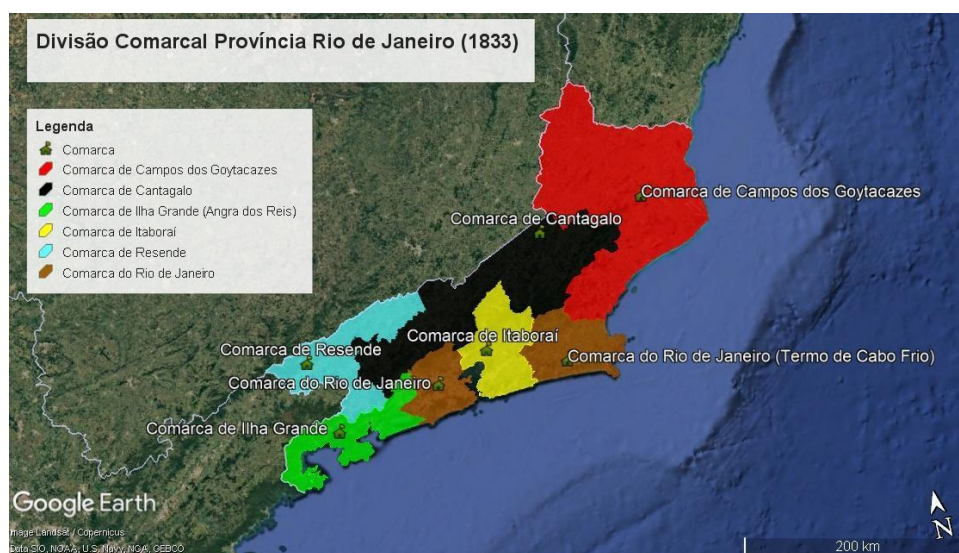 Divisão Comarcal Província Rio de Janeiro (1833)
Legenda
Comarca
Comarca de Campos dos Goytacazes
Comarca de Cantagalo
Comarca de Ilha Grande (Angra dos Reis)
Comarca de Itaboraí
Comarca de Resende
Comarca do Rio de Janeiro
Comarca de Campos dos Goytacazes
Comarca de Cantagalo
Comarca de Itaboraí
Comarca de Resende
Comarca do Rio de Janeiro (Termo de Cabo Frio)
Comarca do Rio de Janeiro
Comarca de Ilha Grande
Google Earth
Image Landsat / Copernicus
Data SIO, NOAA, U.S. Navy, NGA, GEBCO
200 km
N